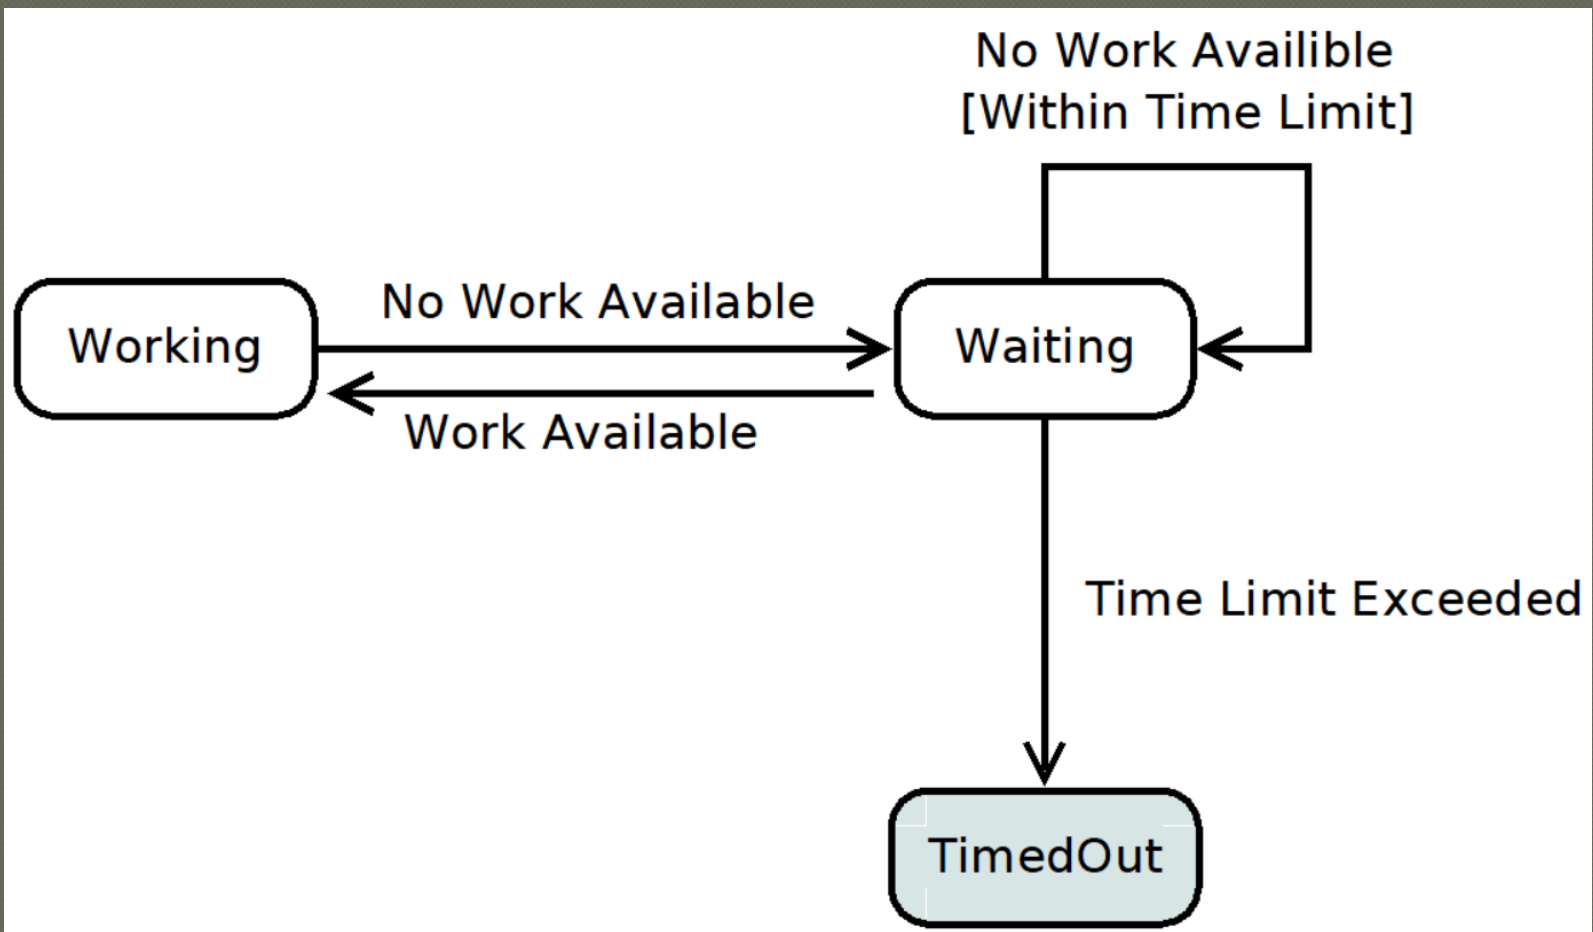 No Work Availible
[Within Time Limit]
No Work Available
Working
Waiting
Work Available
Time Limit Exceeded
TimedOut